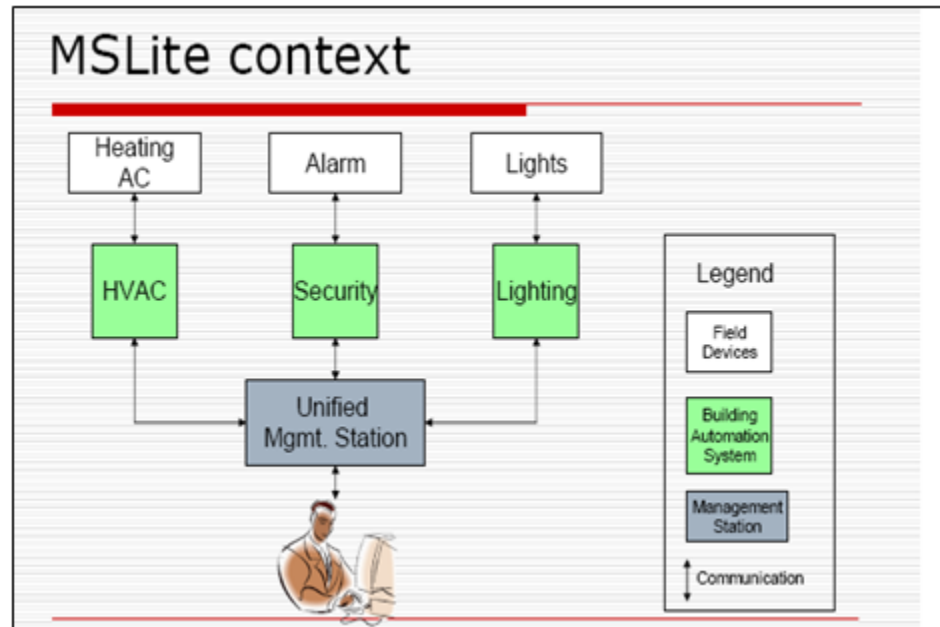 MSLite context
Heating
AC
Alarm
Lights
HVAC
Security
Lighting
Unified
Mgmt. Station
Legend
Field
Devices
Building
Automation
System
Management
Station
Communication